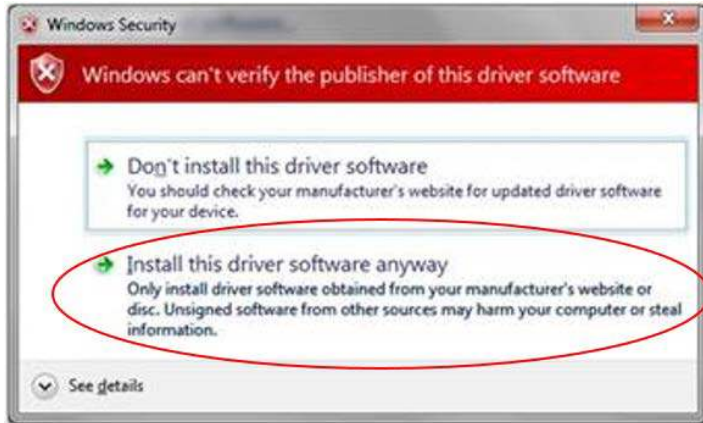 Windows Security
Windows can't verify the publisher of this driver software
Don't install this driver software
You should check your manufacturer's website for updated driver software
for your device.
Install this driver software anyway
Only install driver software obtained from your manufacturer's website or
disc. Unsigned software from other sources may harm your computer or steal
information.
See details